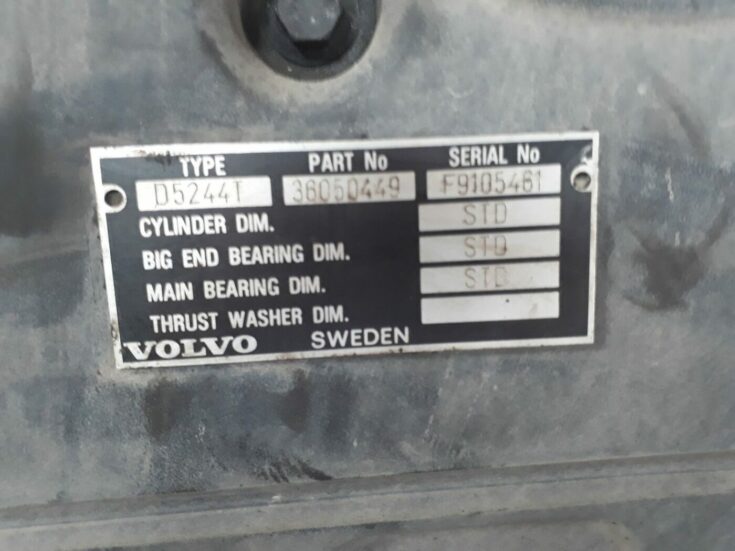 TYPE PART No SERIAL No
D5244T 36050449 F9105461
CYLINDER DIM. STD
BIG END BEARING DIM. STD
MAIN BEARING DIM. STD
THRUST WASHER DIM.
VOLVO SWEDEN